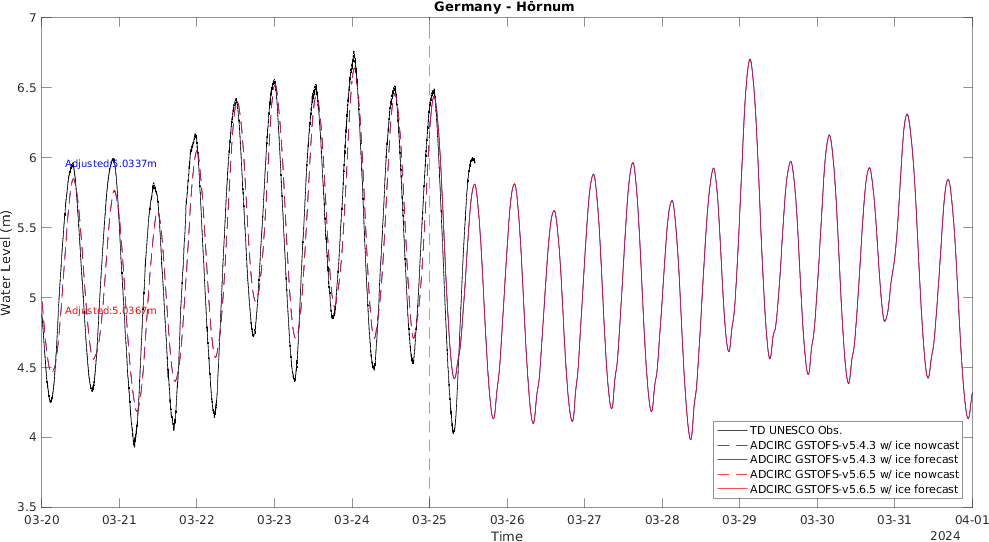 Germany - Hörnum
7
6.5
6
5.5
5
4.5
4
3.5
Water Level (m)
Adjusted:5.0337m
Adjusted:5.0367m
TD UNESCO Obs.
ADCIRC GSTOFS-v5.4.3 w/ ice nowcast
ADCIRC GSTOFS-v5.4.3 w/ ice forecast
ADCIRC GSTOFS-v5.6.5 w/ ice nowcast
ADCIRC GSTOFS-v5.6.5 w/ ice forecast
03-20 03-21 03-22 03-23 03-24 03-25 03-26 03-27 03-28 03-29 03-30 03-31 04-01
Time
2024